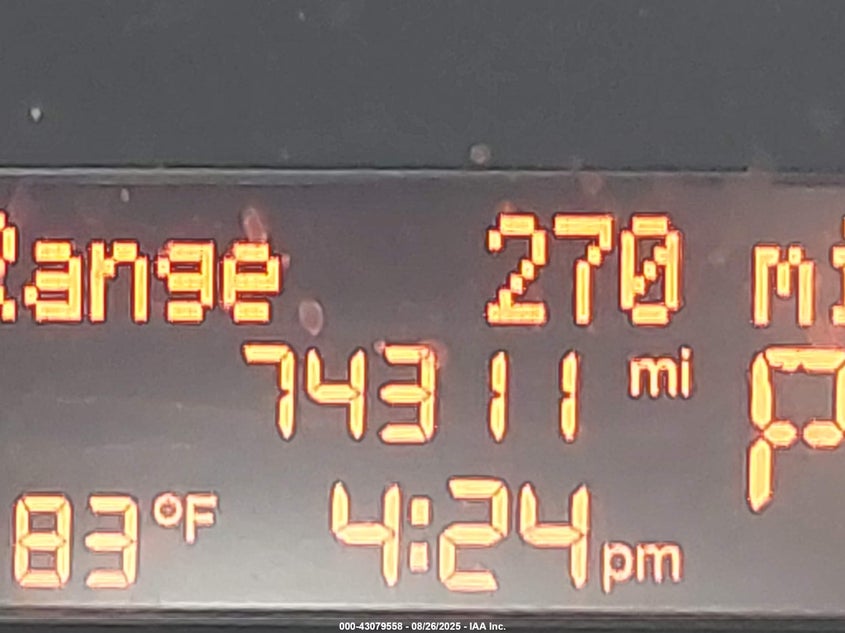 Range 270 mi
74311 mi P
83 °F 4:24 pm
000-43079558 - 08/26/2025 - IAA Inc.